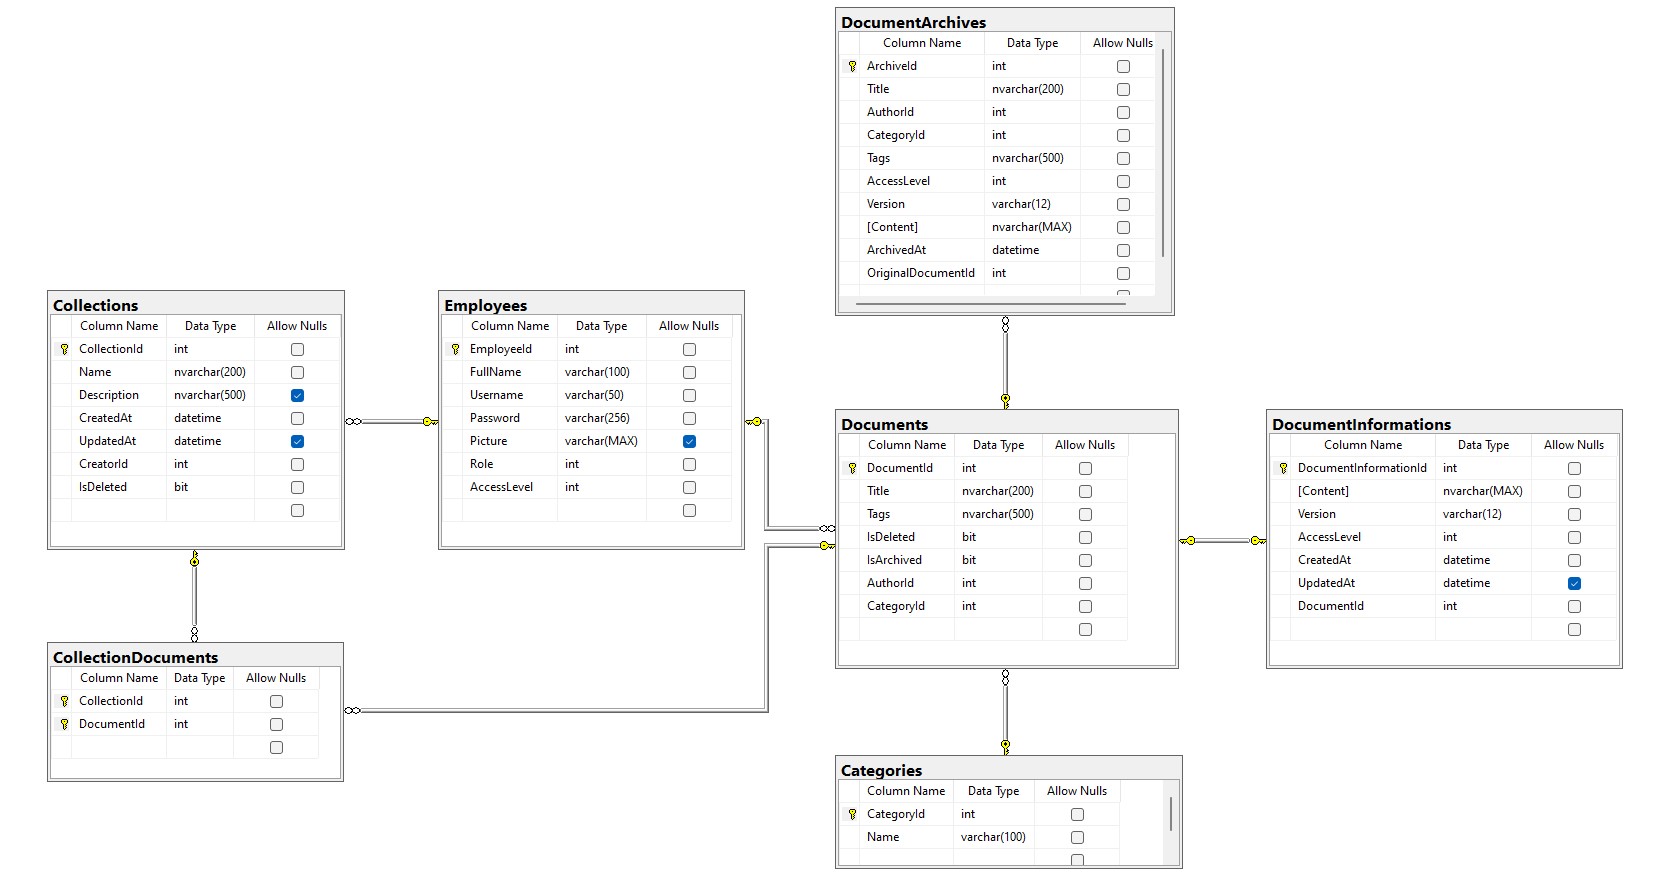 DocumentArchives
Column Name Data Type Allow Nulls
ArchiveId int
Title nvarchar(200)
AuthorId int
CategoryId int
Tags nvarchar(500)
AccessLevel int
Version varchar(12)
[Content] nvarchar(MAX)
ArchivedAt datetime
OriginalDocumentId int
Collections
Column Name Data Type Allow Nulls
CollectionId int
Name nvarchar(200)
Description nvarchar(500)
CreatedAt datetime
UpdatedAt datetime
CreatorId int
IsDeleted bit
Employees
Column Name Data Type Allow Nulls
EmployeeId int
FullName varchar(100)
Username varchar(50)
Password varchar(256)
Picture varchar(MAX)
Role int
AccessLevel int
Documents
Column Name Data Type Allow Nulls
DocumentId int
Title nvarchar(200)
Tags nvarchar(500)
IsDeleted bit
IsArchived bit
AuthorId int
CategoryId int
DocumentInformations
Column Name Data Type Allow Nulls
DocumentInformationId int
[Content] nvarchar(MAX)
Version varchar(12)
AccessLevel int
CreatedAt datetime
UpdatedAt datetime
DocumentId int
CollectionDocuments
Column Name Data Type Allow Nulls
CollectionId int
DocumentId int
Categories
Column Name Data Type Allow Nulls
CategoryId int
Name varchar(100)